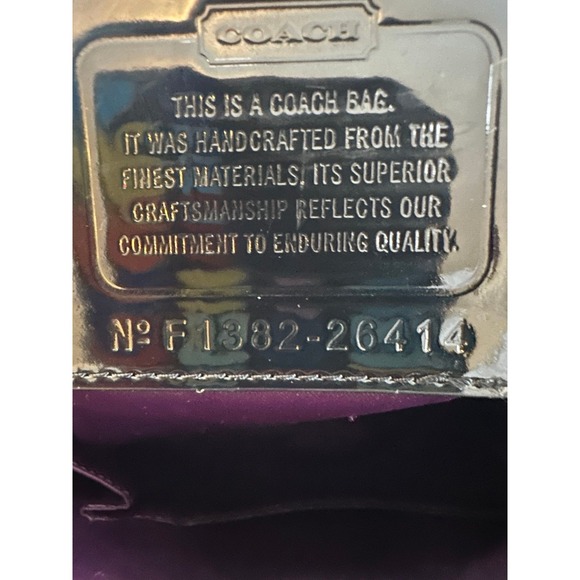 COACH
THIS IS A COACH BAG.
IT WAS HANDCRAFTED FROM THE
FINEST MATERIALS. ITS SUPERIOR
CRAFTSMANSHIP REFLECTS OUR
COMMITMENT TO ENDURING QUALITY.
Nº F1382-26414